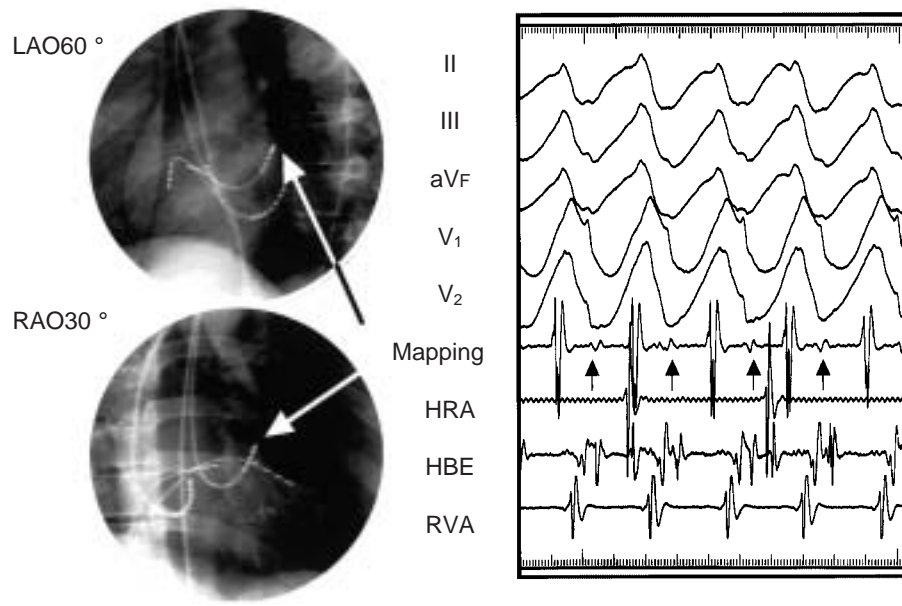 LAO60 °
II
III
aVF
V1
V2
RAO30 °
Mapping
HRA
HBE
RVA